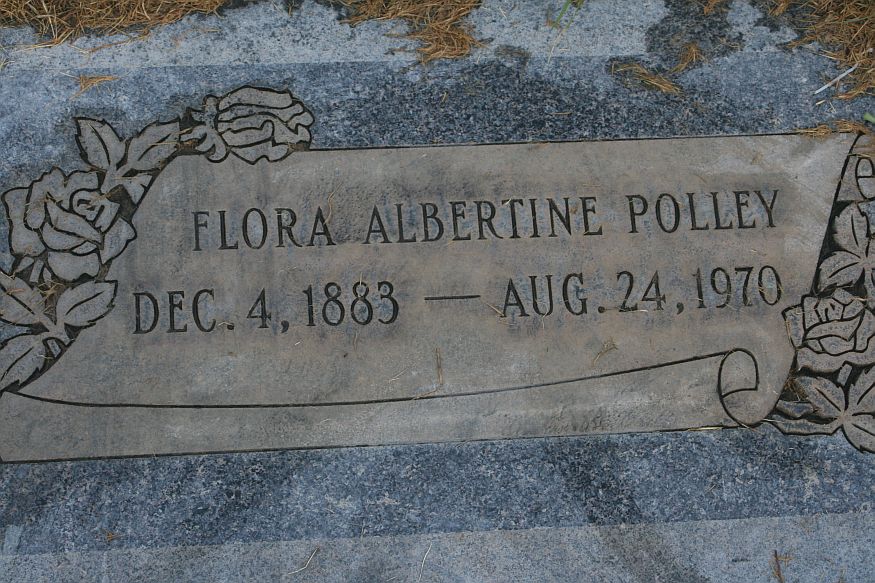 FLORA ALBERTINE POLLEY
DEC. 4, 1883 — AUG. 24, 1970